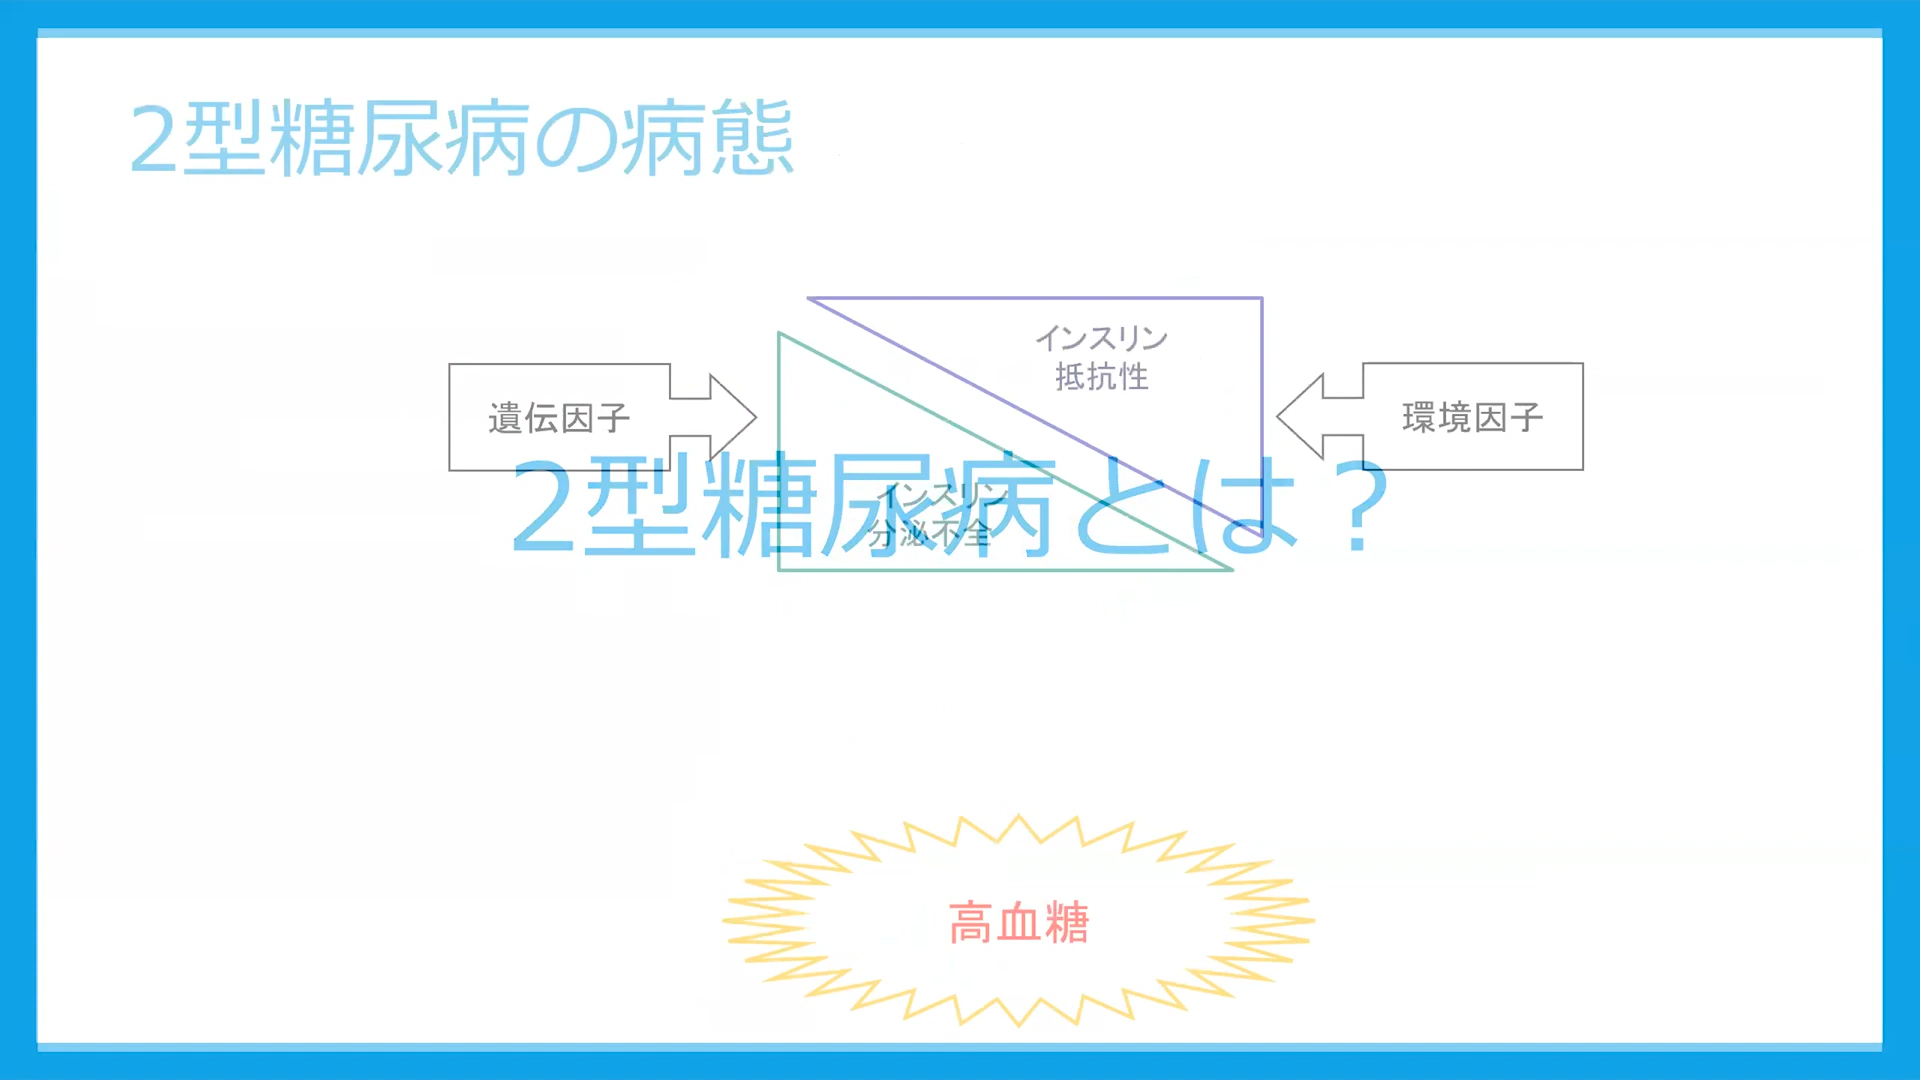 2型糖尿病の病態
インスリン
抵抗性
遺伝因子
環境因子
2型糖尿病とは？
インスリン
分泌不全
高血糖